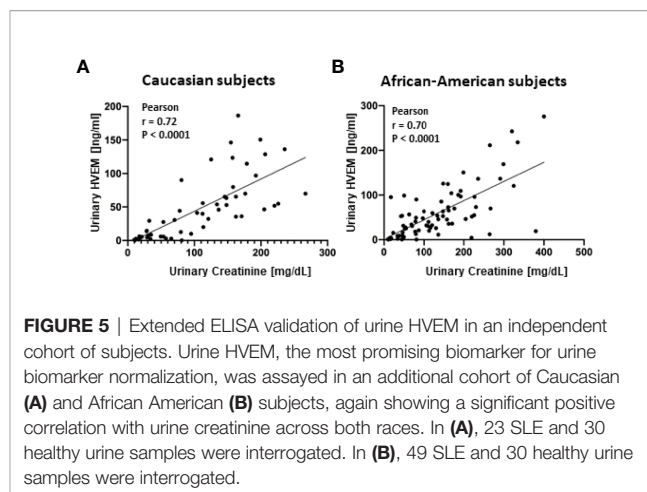 A
Caucasian subjects
Pearson
r = 0.72
P < 0.0001
Urinary HVEM [[ng/ml]
200
150
100
50
0
0 100 200 300
Urinary Creatinine [mg/dL]
B
African-American subjects
Pearson
r = 0.70
P < 0.0001
Urinary HVEM [ng/ml]
300
200
100
0
0 100 200 300 400 500
Urinary Creatinine [mg/dL]
FIGURE 5 | Extended ELISA validation of urine HVEM in an independent
cohort of subjects. Urine HVEM, the most promising biomarker for urine
biomarker normalization, was assayed in an additional cohort of Caucasian
(A) and African American (B) subjects, again showing a significant positive
correlation with urine creatinine across both races. In (A), 23 SLE and 30
healthy urine samples were interrogated. In (B), 49 SLE and 30 healthy urine
samples were interrogated.